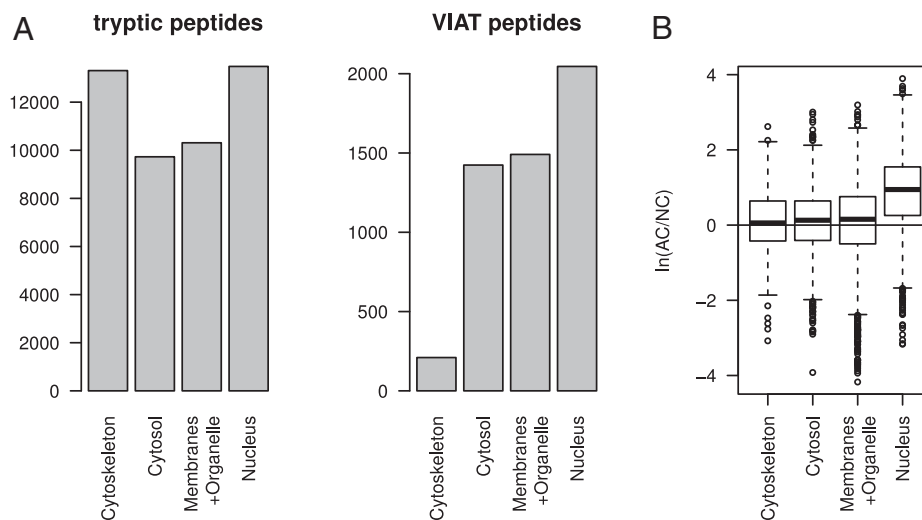 A
tryptic peptides
12000
10000
8000
6000
4000
2000
0
Cytoskeleton
Cytosol
Membranes
+Organelle
Nucleus
VIAT peptides
2000
1500
1000
500
0
Cytoskeleton
Cytosol
Membranes
+Organelle
Nucleus
B
ln(AC/NC)
4
2
0
−2
−4
Cytoskeleton
Cytosol
Membranes
+Organelle
Nucleus